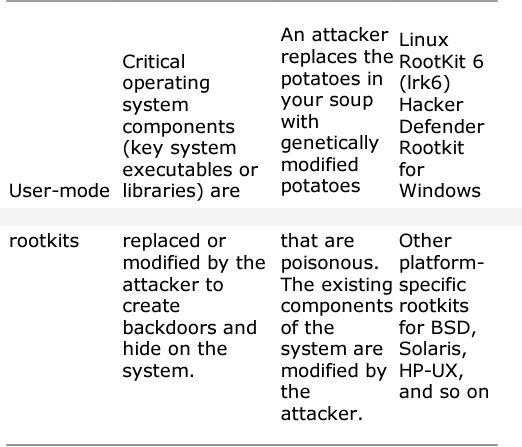 Critical
operating
system
components
(key system
executables or
User-mode libraries) are
An attacker
replaces the
potatoes in
your soup
with
genetically
modified
potatoes
Linux
RootKit 6
(lrk6)
Hacker
Defender
Rootkit
for
Windows
rootkits
replaced or
modified by the
attacker to
create
backdoors and
hide on the
system.
that are
poisonous.
The existing
components
of the
system are
modified by
the
attacker.
Other
platform-
specific
rootkits
for BSD,
Solaris,
HP-UX,
and so on